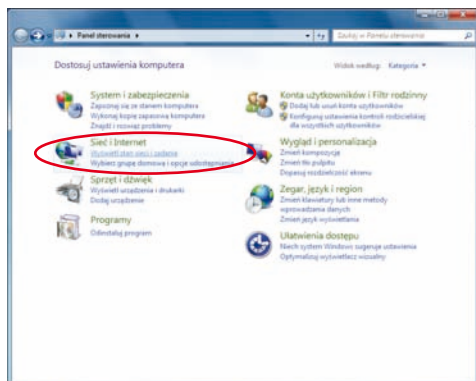 Panel sterowania
Szukaj w Panelu sterowania
Dostosuj ustawienia komputera
Widok według: Kategoria
System i zabezpieczenia
Zapoznaj się ze stanem komputera
Wykonaj kopię zapasową komputera
Znajdź i rozwiąż problemy
Sieć i Internet
Wyświetl stan sieci i zadania
Wybierz grupę domową i opcje udostępniania
Sprzęt i dźwięk
Wyświetl urządzenia i drukarki
Dodaj urządzenie
Programy
Odinstaluj program
Konta użytkowników i Filtr rodzinny
Dodaj lub usuń konta użytkowników
Konfiguruj ustawienia kontroli rodzicielskiej
dla wszystkich użytkowników
Wygląd i personalizacja
Zmień kompozycję
Zmień tło pulpitu
Dopasuj rozdzielczość ekranu
Zegar, język i region
Zmień klawiatury lub inne metody
wprowadzania danych
Zmień język wyświetlania
Ułatwienia dostępu
Niech system Windows sugeruje ustawienia
Optymalizuj wyświetlacz wizualny